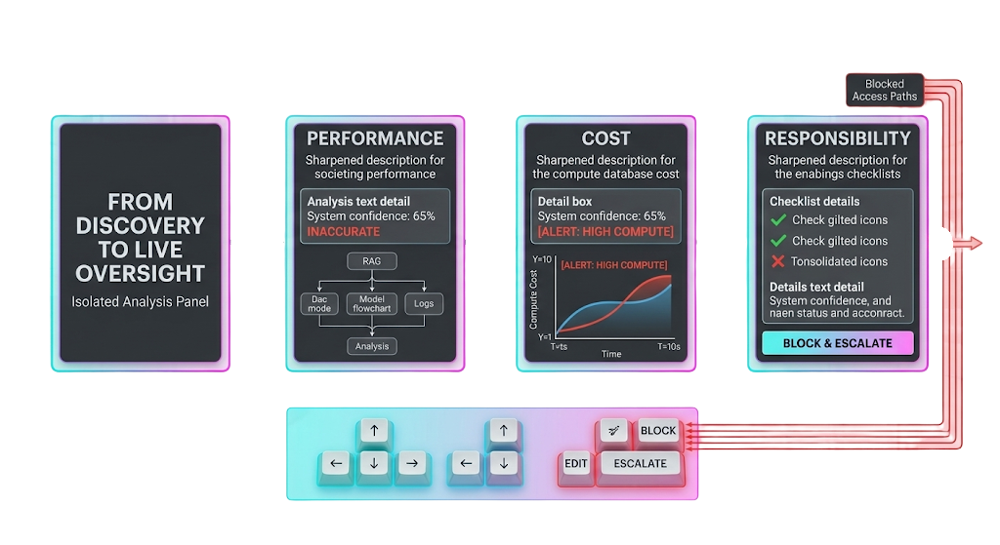 Blocked
Access Paths
FROM
DISCOVERY
TO LIVE
OVERSIGHT
Isolated Analysis Panel
PERFORMANCE
Sharpened description for
societing performance
Analysis text detail
System confidence: 65%
INACCURATE
RAG
Dac
mode
Model
flowchart
Logs
Analysis
COST
Sharpened description for
the compute database cost
Detail box
System confidence: 65%
[ALERT: HIGH COMPUTE]
Y=10
[ALERT: HIGH COMPUTE]
Compute Cost
Y=1
T=ts
T=10s
Time
RESPONSIBILITY
Sharpened description for
the enabings checklists
Checklist details
Check gilted icons
Check gilted icons
Tonsolidated icons
Details text detail
System confidence, and
naen status and acconract.
BLOCK & ESCALATE
BLOCK
EDIT
ESCALATE